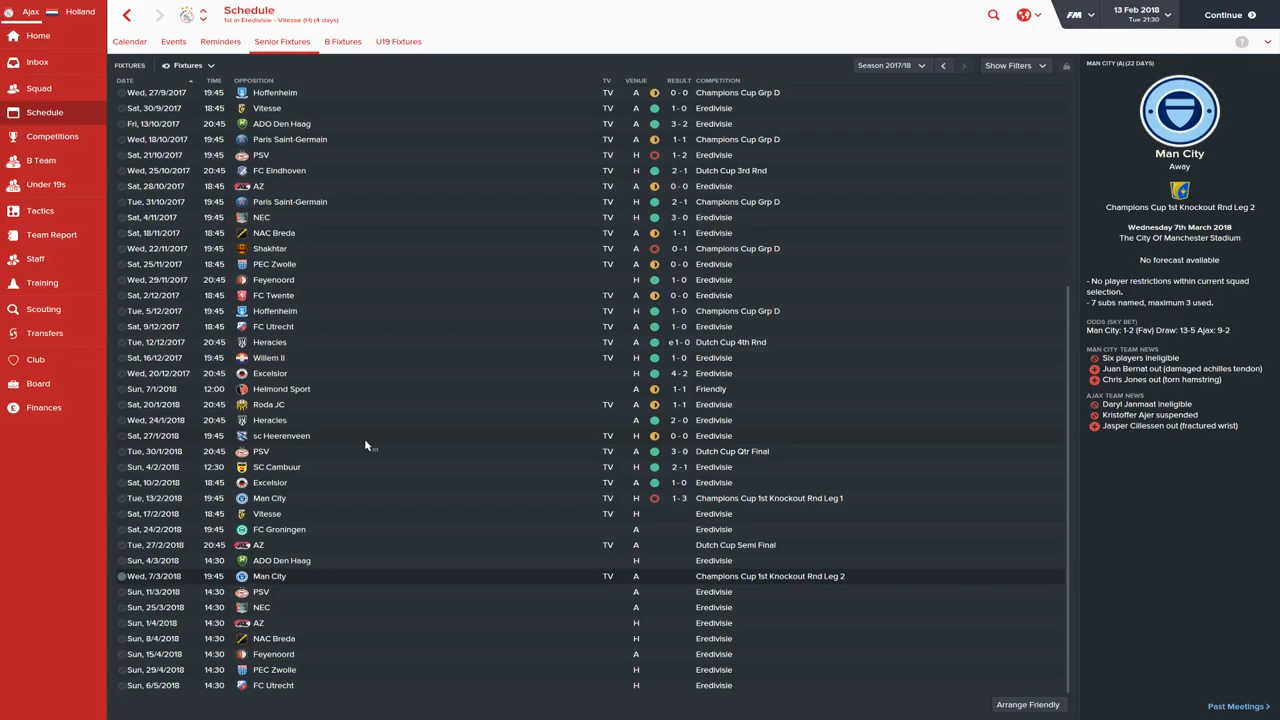 Ajax Holland
Schedule
1st in Eredivisie - Vitesse (H) (4 days)
FM
13 Feb 2018
Tue 21:30
Continue
Home
Inbox
Squad
Schedule
Competitions
B Team
Under 19s
Tactics
Team Report
Staff
Training
Scouting
Transfers
Club
Board
Finances
Calendar Events Reminders Senior Fixtures B Fixtures U19 Fixtures
?
FIXTURES Fixtures Season 2017/18 Show Filters
DATE TIME OPPOSITION TV VENUE RESULT COMPETITION
Wed, 27/9/2017 19:45 Hoffenheim TV A 0 - 0 Champions Cup Grp D
Sat, 30/9/2017 18:45 Vitesse TV A 1 - 0 Eredivisie
Fri, 13/10/2017 20:45 ADO Den Haag TV A 3 - 2 Eredivisie
Wed, 18/10/2017 19:45 Paris Saint-Germain TV A 1 - 1 Champions Cup Grp D
Sat, 21/10/2017 19:45 PSV TV H 1 - 2 Eredivisie
Wed, 25/10/2017 20:45 FC Eindhoven TV H 2 - 1 Dutch Cup 3rd Rnd
Sat, 28/10/2017 18:45 AZ TV A 0 - 0 Eredivisie
Tue, 31/10/2017 19:45 Paris Saint-Germain TV H 2 - 1 Champions Cup Grp D
Sat, 4/11/2017 19:45 NEC TV H 3 - 0 Eredivisie
Sat, 18/11/2017 18:45 NAC Breda TV A 1 - 1 Eredivisie
Wed, 22/11/2017 19:45 Shakhtar TV A 0 - 1 Champions Cup Grp D
Sat, 25/11/2017 18:45 PEC Zwolle TV A 0 - 0 Eredivisie
Wed, 29/11/2017 20:45 Feyenoord H 1 - 0 Eredivisie
Sat, 2/12/2017 18:45 FC Twente TV A 0 - 0 Eredivisie
Tue, 5/12/2017 19:45 Hoffenheim TV H 1 - 0 Champions Cup Grp D
Sat, 9/12/2017 18:45 FC Utrecht TV A 1 - 0 Eredivisie
Tue, 12/12/2017 20:45 Heracles TV A e 1 - 0 Dutch Cup 4th Rnd
Sat, 16/12/2017 19:45 Willem II TV H 1 - 0 Eredivisie
Wed, 20/12/2017 20:45 Excelsior H 4 - 2 Eredivisie
Sun, 7/1/2018 12:00 Helmond Sport A 1 - 1 Friendly
Sat, 20/1/2018 20:45 Roda JC TV A 1 - 1 Eredivisie
Wed, 24/1/2018 20:45 Heracles A 2 - 0 Eredivisie
Sat, 27/1/2018 19:45 sc Heerenveen TV H 0 - 0 Eredivisie
Tue, 30/1/2018 20:45 PSV TV A 3 - 0 Dutch Cup Qtr Final
Sun, 4/2/2018 12:30 SC Cambuur TV H 2 - 1 Eredivisie
Sat, 10/2/2018 18:45 Excelsior TV A 1 - 0 Eredivisie
Tue, 13/2/2018 19:45 Man City TV H 1 - 3 Champions Cup 1st Knockout Rnd Leg 1
Sat, 17/2/2018 18:45 Vitesse TV H Eredivisie
Sat, 24/2/2018 19:45 FC Groningen A Eredivisie
Tue, 27/2/2018 20:45 AZ TV A Dutch Cup Semi Final
Sun, 4/3/2018 14:30 ADO Den Haag H Eredivisie
Wed, 7/3/2018 19:45 Man City TV A Champions Cup 1st Knockout Rnd Leg 2
Sun, 11/3/2018 14:30 PSV A Eredivisie
Sun, 25/3/2018 14:30 NEC A Eredivisie
Sun, 1/4/2018 14:30 AZ H Eredivisie
Sun, 8/4/2018 14:30 NAC Breda H Eredivisie
Sun, 15/4/2018 14:30 Feyenoord A Eredivisie
Sun, 29/4/2018 14:30 PEC Zwolle H Eredivisie
Sun, 6/5/2018 14:30 FC Utrecht H Eredivisie
Arrange Friendly
MAN CITY (A) (22 DAYS)
Man City
Away
Champions Cup 1st Knockout Rnd Leg 2
Wednesday 7th March 2018
The City Of Manchester Stadium
No forecast available
- No player restrictions within current squad
selection.
- 7 subs named, maximum 3 used.
ODDS (SKY BET)
Man City: 1-2 (Fav) Draw: 13-5 Ajax: 9-2
MAN CITY TEAM NEWS
Six players ineligible
Juan Bernat out (damaged achilles tendon)
Chris Jones out (torn hamstring)
AJAX TEAM NEWS
Daryl Janmaat ineligible
Kristoffer Ajer suspended
Jasper Cillessen out (fractured wrist)
Past Meetings >